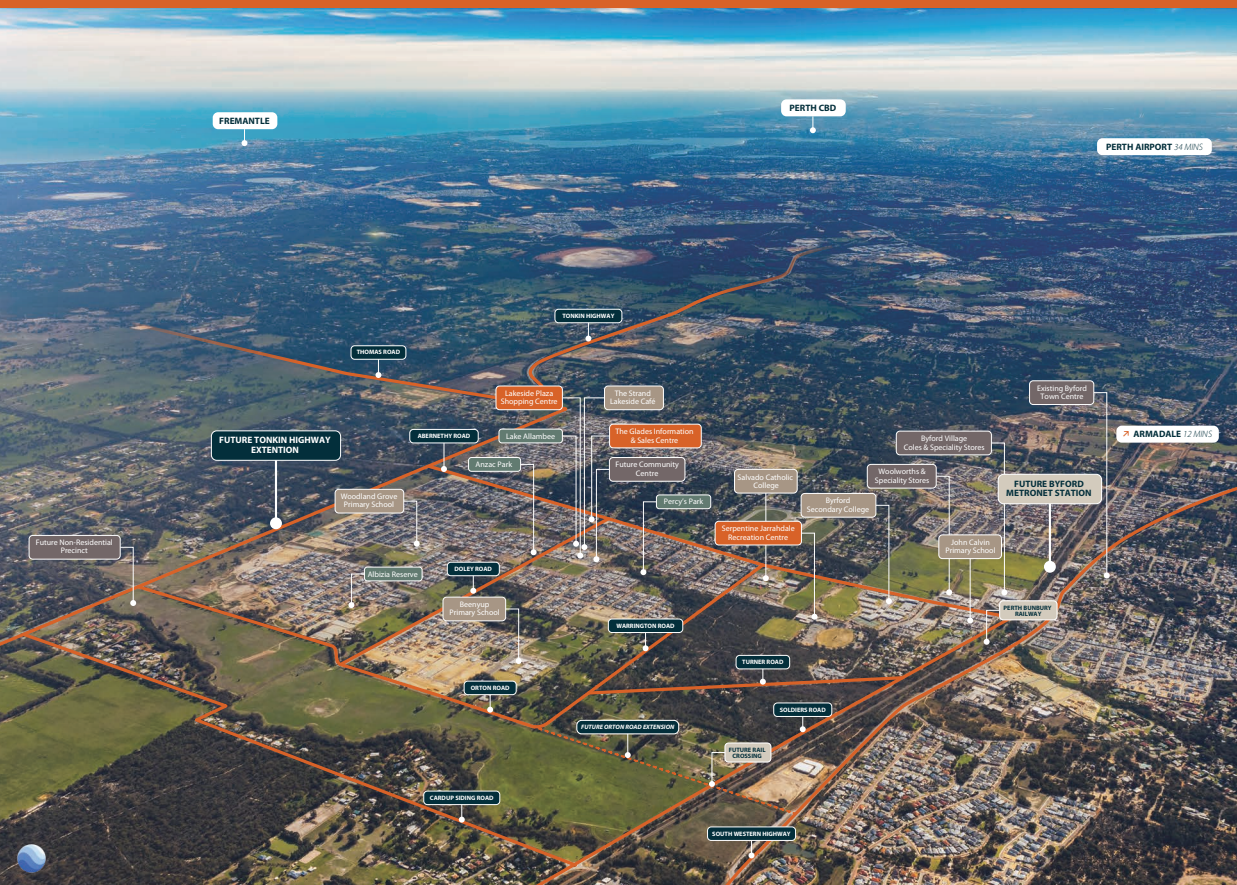 FREMANTLE
PERTH CBD
PERTH AIRPORT 34 MINS
TONKIN HIGHWAY
THOMAS ROAD
Lakeside Plaza
Shopping Centre
The Strand
Lakeside Café
Existing Byford
Town Centre
FUTURE TONKIN HIGHWAY
EXTENTION
ABERNETHY ROAD
Lake Allambee
The Glades Information
& Sales Centre
Byford Village
Coles & Speciality Stores
ARMADALE 12 MINS
Anzac Park
Future Community
Centre
Salvado Catholic
College
Woolworths &
Speciality Stores
FUTURE BYFORD
METRONET STATION
Woodland Grove
Primary School
Percy's Park
Byrford
Secondary College
Serpentine Jarrahdale
Recreation Centre
Future Non-Residential
Precinct
John Calvin
Primary School
Albizia Reserve
DOLEY ROAD
Beenyup
Primary School
PERTH BUNBURY
RAILWAY
WARRINGTON ROAD
TURNER ROAD
ORTON ROAD
SOLDIERS ROAD
FUTURE ORTON ROAD EXTENSION
FUTURE RAIL
CROSSING
CARDUP SIDING ROAD
SOUTH WESTERN HIGHWAY